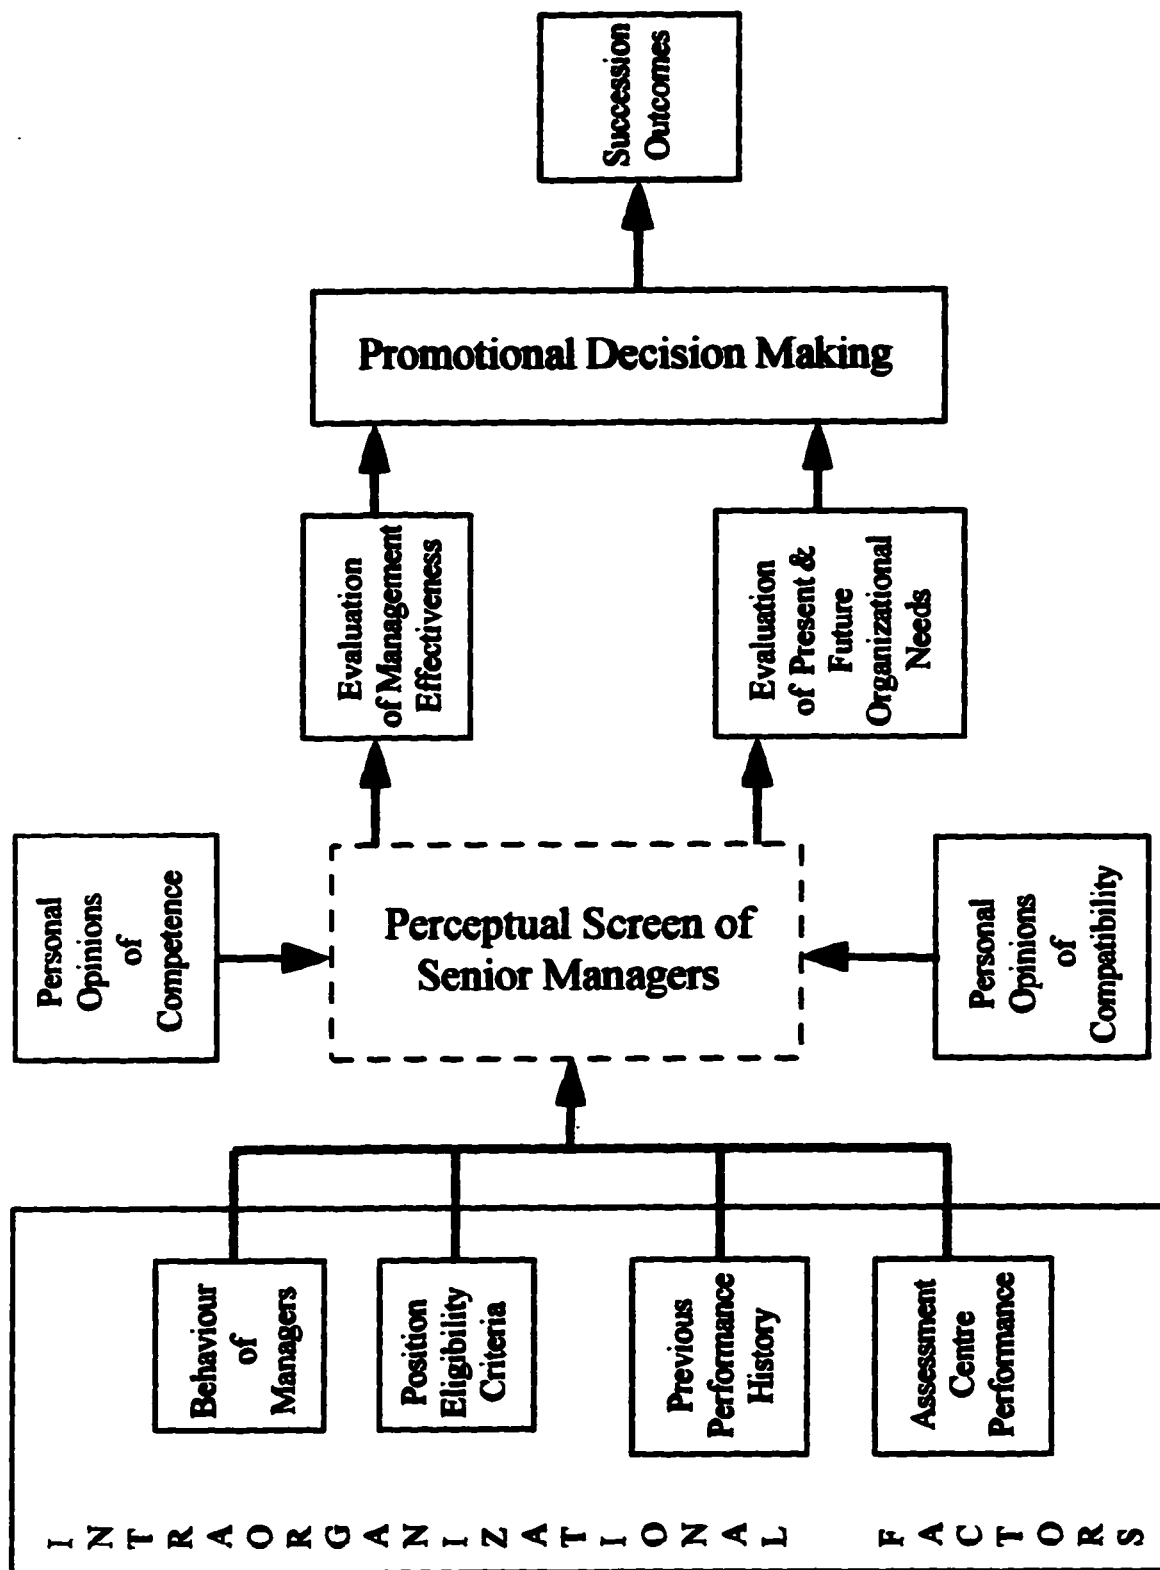 INTRAORGANIZATIONAL FACTORS
Behaviour
of
Managers
Position
Eligibility
Criteria
Previous
Performance
History
Assessment
Centre
Performance
Personal
Opinions
of
Competence
Perceptual Screen of
Senior Managers
Personal
Opinions
of
Compatibility
Evaluation
of Management
Effectiveness
Evaluation
of Present &
Future
Organizational
Needs
Promotional Decision Making
Succession
Outcomes